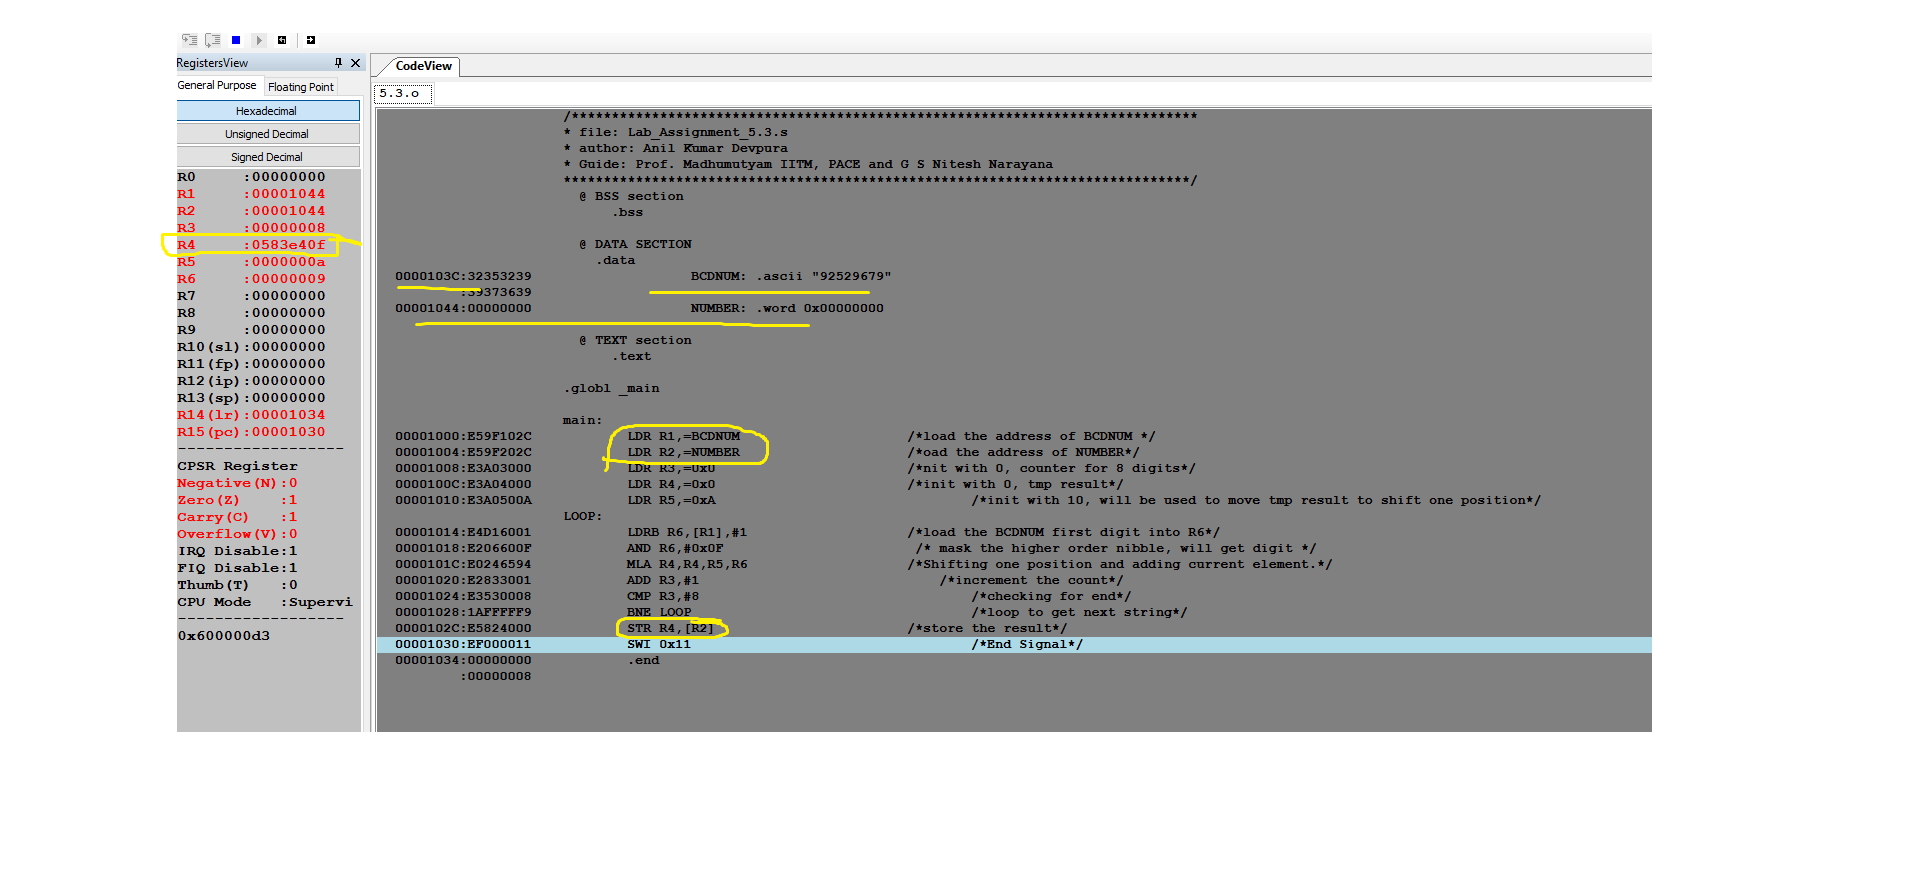 RegistersView
General Purpose Floating Point
Hexadecimal
Unsigned Decimal
Signed Decimal
R0 :00000000
R1 :00001044
R2 :00001044
R3 :00000008
R4 :0583e40f
R5 :0000000a
R6 :00000009
R7 :00000000
R8 :00000000
R9 :00000000
R10(sl):00000000
R11(fp):00000000
R12(ip):00000000
R13(sp):00000000
R14(lr):00001034
R15(pc):00001030
------------------
CPSR Register
Negative(N):0
Zero(Z) :1
Carry(C) :1
Overflow(V):0
IRQ Disable:1
FIQ Disable:1
Thumb(T) :0
CPU Mode :Supervi
------------------
0x600000d3
CodeView
5.3.o
/******************************************************************************
* file: Lab_Assignment_5.3.s
* author: Anil Kumar Devpura
* Guide: Prof. Madhumutyam IITM, PACE and G S Nitesh Narayana
******************************************************************************/
@ BSS section
.bss
@ DATA SECTION
.data
0000103C:32353239 BCDNUM: .ascii "92529679"
:39373639
00001044:00000000 NUMBER: .word 0x00000000
@ TEXT section
.text
.globl _main
main:
00001000:E59F102C LDR R1,=BCDNUM /*load the address of BCDNUM */
00001004:E59F202C LDR R2,=NUMBER /*oad the address of NUMBER*/
00001008:E3A03000 LDR R3,=0x0 /*nit with 0, counter for 8 digits*/
0000100C:E3A04000 LDR R4,=0x0 /*init with 0, tmp result*/
00001010:E3A0500A LDR R5,=0xA /*init with 10, will be used to move tmp result to shift one position*/
LOOP:
00001014:E4D16001 LDRB R6,[R1],#1 /*load the BCDNUM first digit into R6*/
00001018:E206600F AND R6,#0x0F /* mask the higher order nibble, will get digit */
0000101C:E0246594 MLA R4,R4,R5,R6 /*Shifting one position and adding current element.*/
00001020:E2833001 ADD R3,#1 /*increment the count*/
00001024:E3530008 CMP R3,#8 /*checking for end*/
00001028:1AFFFFF9 BNE LOOP /*loop to get next string*/
0000102C:E5824000 STR R4,[R2] /*store the result*/
00001030:EF000011 SWI 0x11 /*End Signal*/
00001034:00000000 .end
:00000008